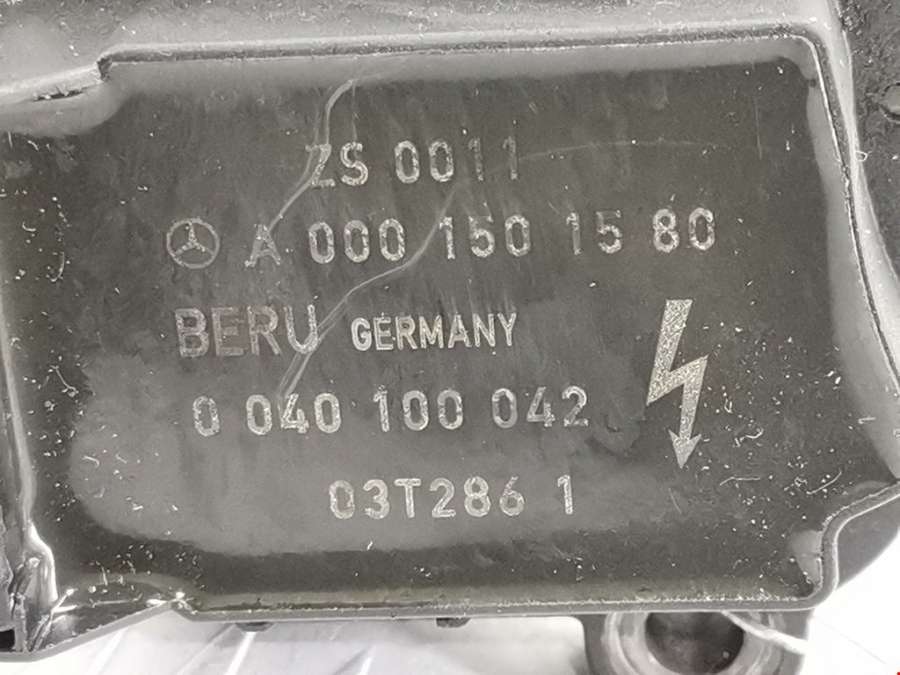 ZS 0011
A 000 150 15 80
BERU GERMANY
0 040 100 042
03T286 1